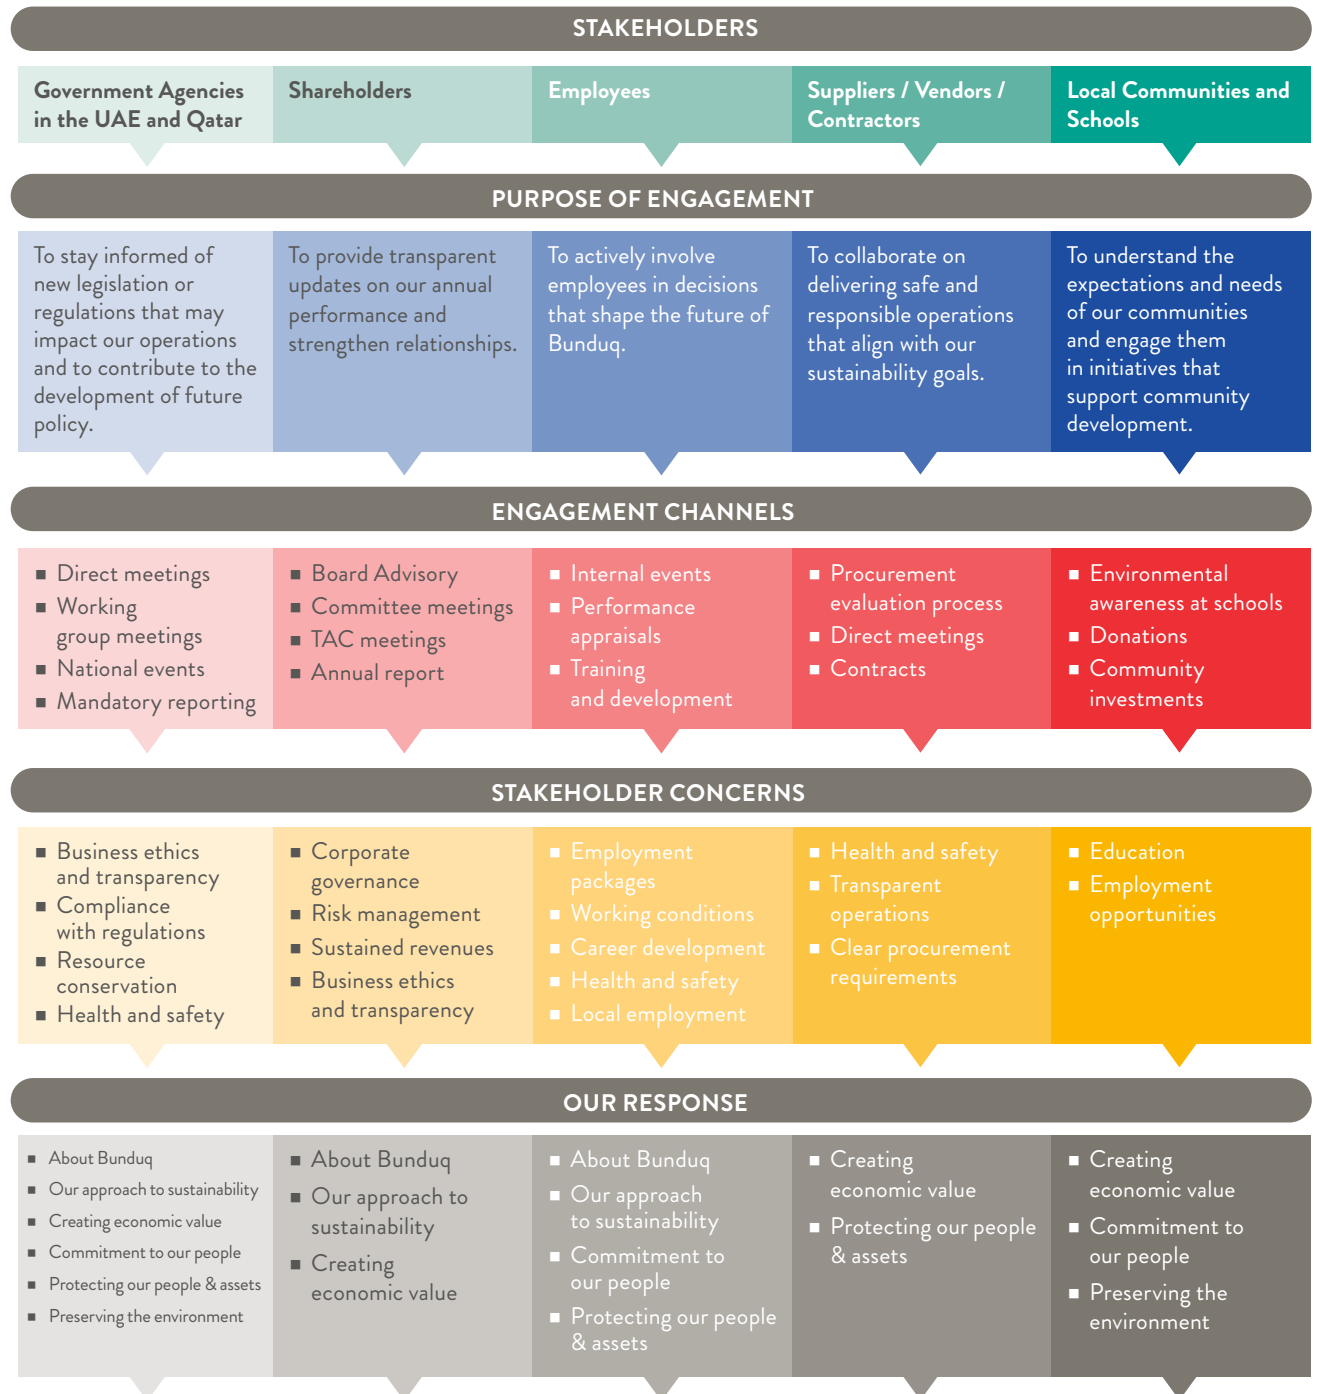 STAKEHOLDERS
Government Agencies
in the UAE and Qatar
Shareholders
Employees
Suppliers / Vendors /
Contractors
Local Communities and
Schools
PURPOSE OF ENGAGEMENT
To stay informed of
new legislation or
regulations that may
impact our operations
and to contribute to the
development of future
policy.
To provide transparent
updates on our annual
performance and
strengthen relationships.
To actively involve
employees in decisions
that shape the future of
Bunduq.
To collaborate on
delivering safe and
responsible operations
that align with our
sustainability goals.
To understand the
expectations and needs
of our communities
and engage them
in initiatives that
support community
development.
ENGAGEMENT CHANNELS
■ Direct meetings
■ Working
group meetings
■ National events
■ Mandatory reporting
■ Board Advisory
■ Committee meetings
■ TAC meetings
■ Annual report
■ Internal events
■ Performance
appraisals
■ Training
and development
■ Procurement
evaluation process
■ Direct meetings
■ Contracts
■ Environmental
awareness at schools
■ Donations
■ Community
investments
STAKEHOLDER CONCERNS
■ Business ethics
and transparency
■ Compliance
with regulations
■ Resource
conservation
■ Health and safety
■ Corporate
governance
■ Risk management
■ Sustained revenues
■ Business ethics
and transparency
■ Employment
packages
■ Working conditions
■ Career development
■ Health and safety
■ Local employment
■ Health and safety
■ Transparent
operations
■ Clear procurement
requirements
■ Education
■ Employment
opportunities
OUR RESPONSE
■ About Bunduq
■ Our approach to sustainability
■ Creating economic value
■ Commitment to our people
■ Protecting our people & assets
■ Preserving the environment
■ About Bunduq
■ Our approach to
sustainability
■ Creating
economic value
■ About Bunduq
■ Our approach
to sustainability
■ Commitment to
our people
■ Protecting our people
& assets
■ Creating
economic value
■ Protecting our people
& assets
■ Creating
economic value
■ Commitment to
our people
■ Preserving the
environment